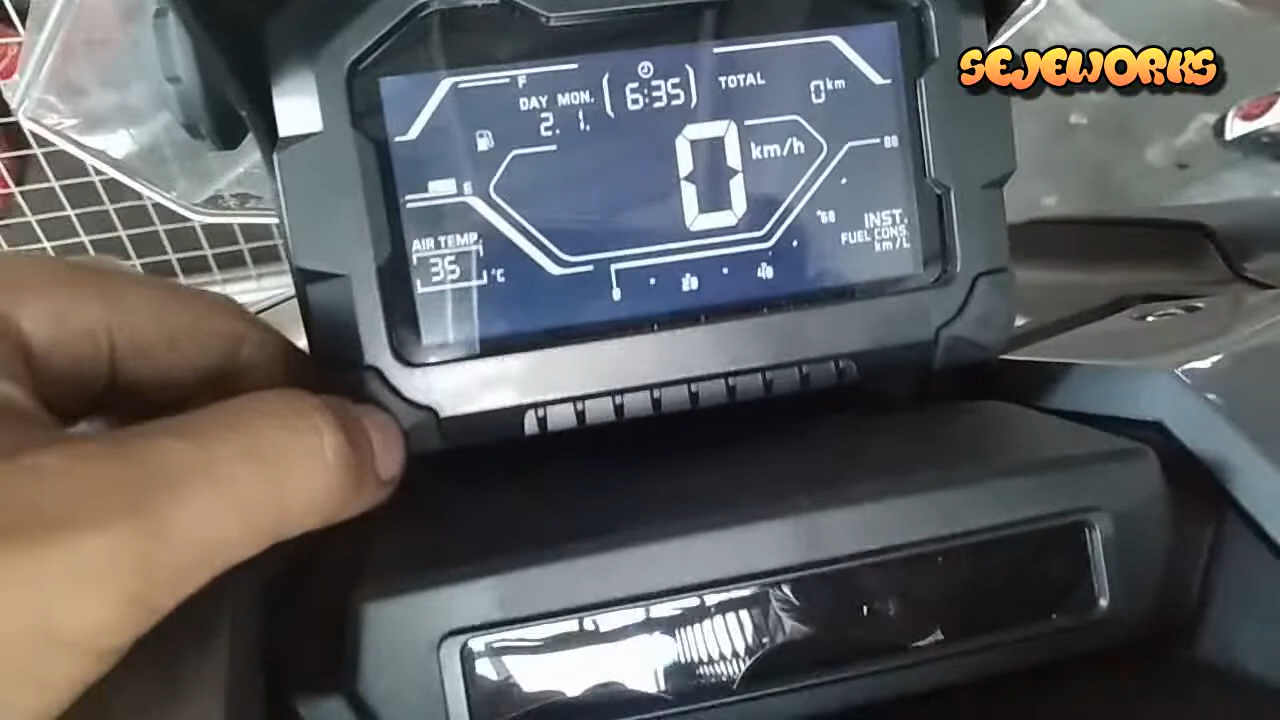 SEJEWORKS
F
DAY MON.
2. 1.
6:35
TOTAL
0km
0
km/h
80
E
60
AIR TEMP.
35 °C
INST.
FUEL CONS.
km/L
0
20
40